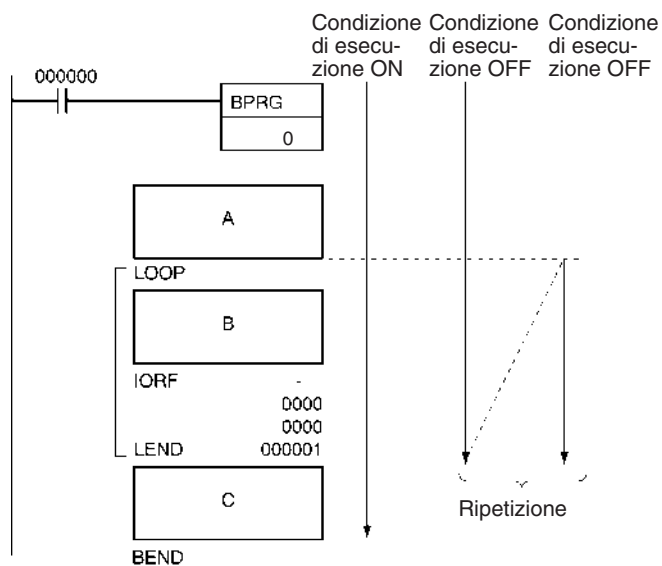 Condizione Condizione Condizione
di esecu- di esecu- di esecu-
zione ON zione OFF zione OFF
000000
BPRG
0
A
LOOP
B
IORF -
0000
0000
LEND 000001
C
Ripetizione
BEND